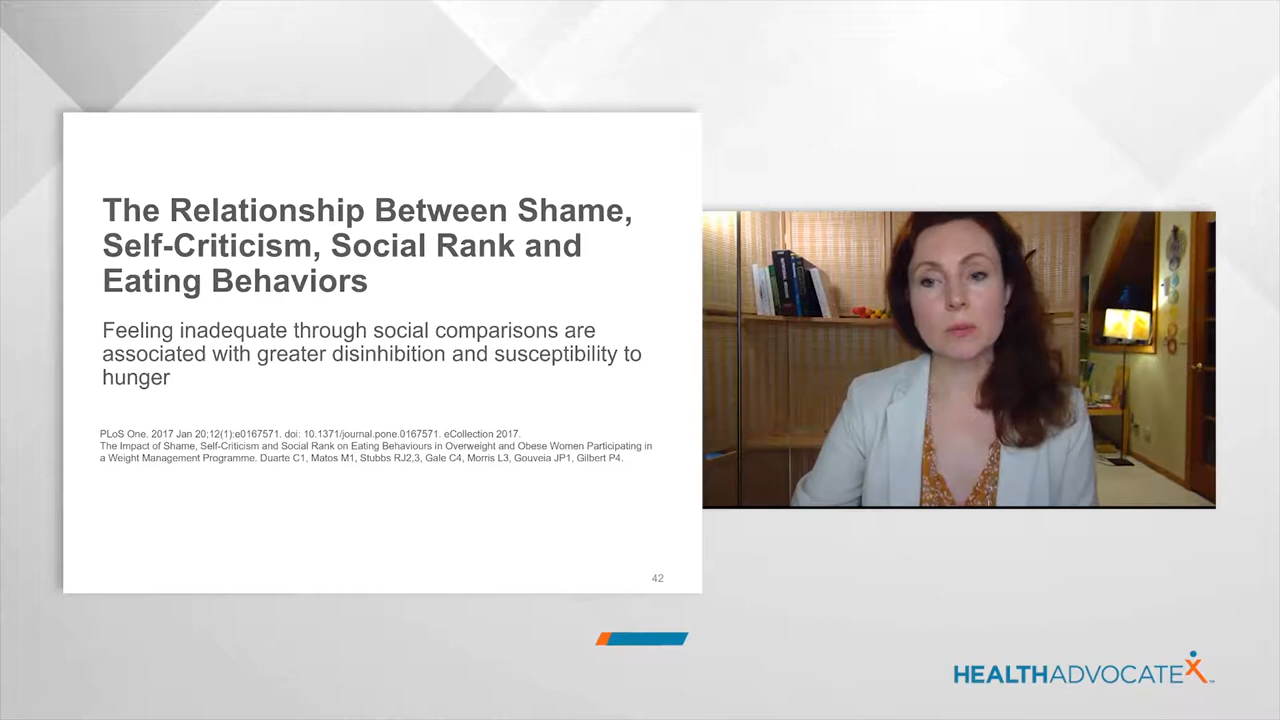 The Relationship Between Shame,
Self-Criticism, Social Rank and
Eating Behaviors
Feeling inadequate through social comparisons are
associated with greater disinhibition and susceptibility to
hunger
PLoS One. 2017 Jan 20;12(1):e0167571. doi: 10.1371/journal.pone.0167571. eCollection 2017.
The Impact of Shame, Self-Criticism and Social Rank on Eating Behaviours in Overweight and Obese Women Participating in
a Weight Management Programme. Duarte C1, Matos M1, Stubbs RJ2,3, Gale C4, Morris L3, Gouveia JP1, Gilbert P4.
42
HEALTHADVOCATEX™